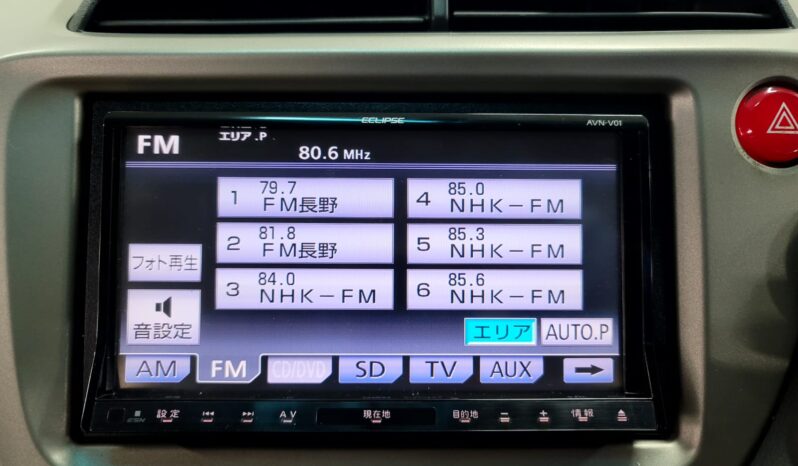 ECLIPSE
AVN-V01
FM
エリア.P
80.6 MHz
1 79.7
FM長野
4 85.0
NHK-FM
2 81.8
FM長野
5 85.3
NHK-FM
3 84.0
NHK-FM
6 85.6
NHK-FM
フォト再生
音設定
エリア
AUTO.P
AM
FM
CD/DVD
SD
TV
AUX
ESN
設定
AV
現在地
目的地
情報